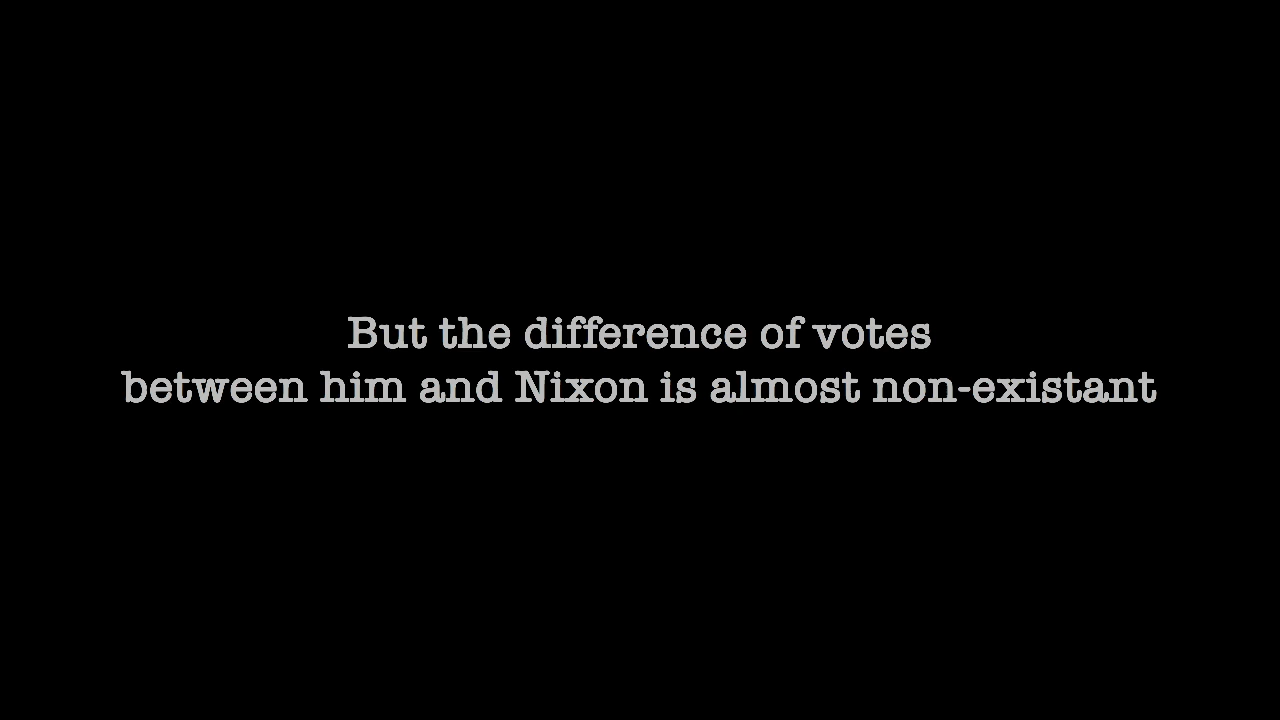 But the difference of votes
between him and Nixon is almost non-existant